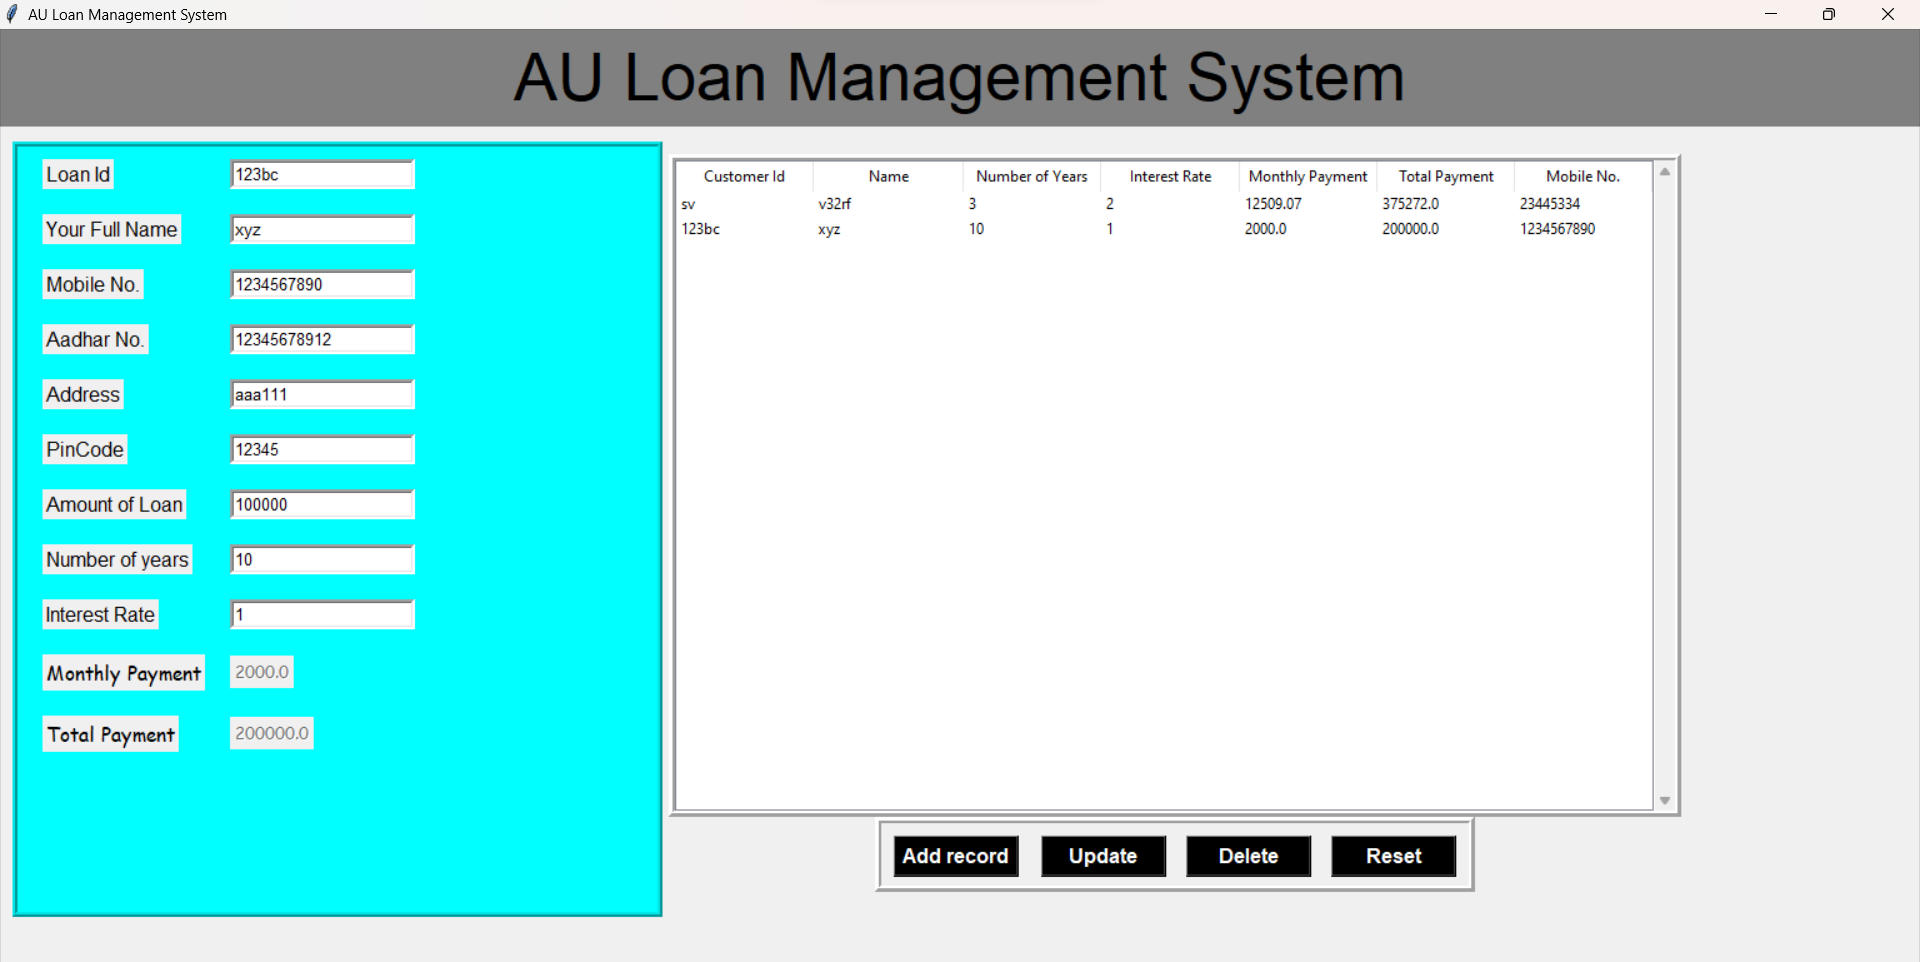 AU Loan Management System
AU Loan Management System
Loan Id 123bc
Your Full Name xyz
Mobile No. 1234567890
Aadhar No. 12345678912
Address aaa111
PinCode 12345
Amount of Loan 100000
Number of years 10
Interest Rate 1
Monthly Payment 2000.0
Total Payment 200000.0
Customer Id Name Number of Years Interest Rate Monthly Payment Total Payment Mobile No.
sv v32rf 3 2 12509.07 375272.0 23445334
123bc xyz 10 1 2000.0 200000.0 1234567890
Add record Update Delete Reset